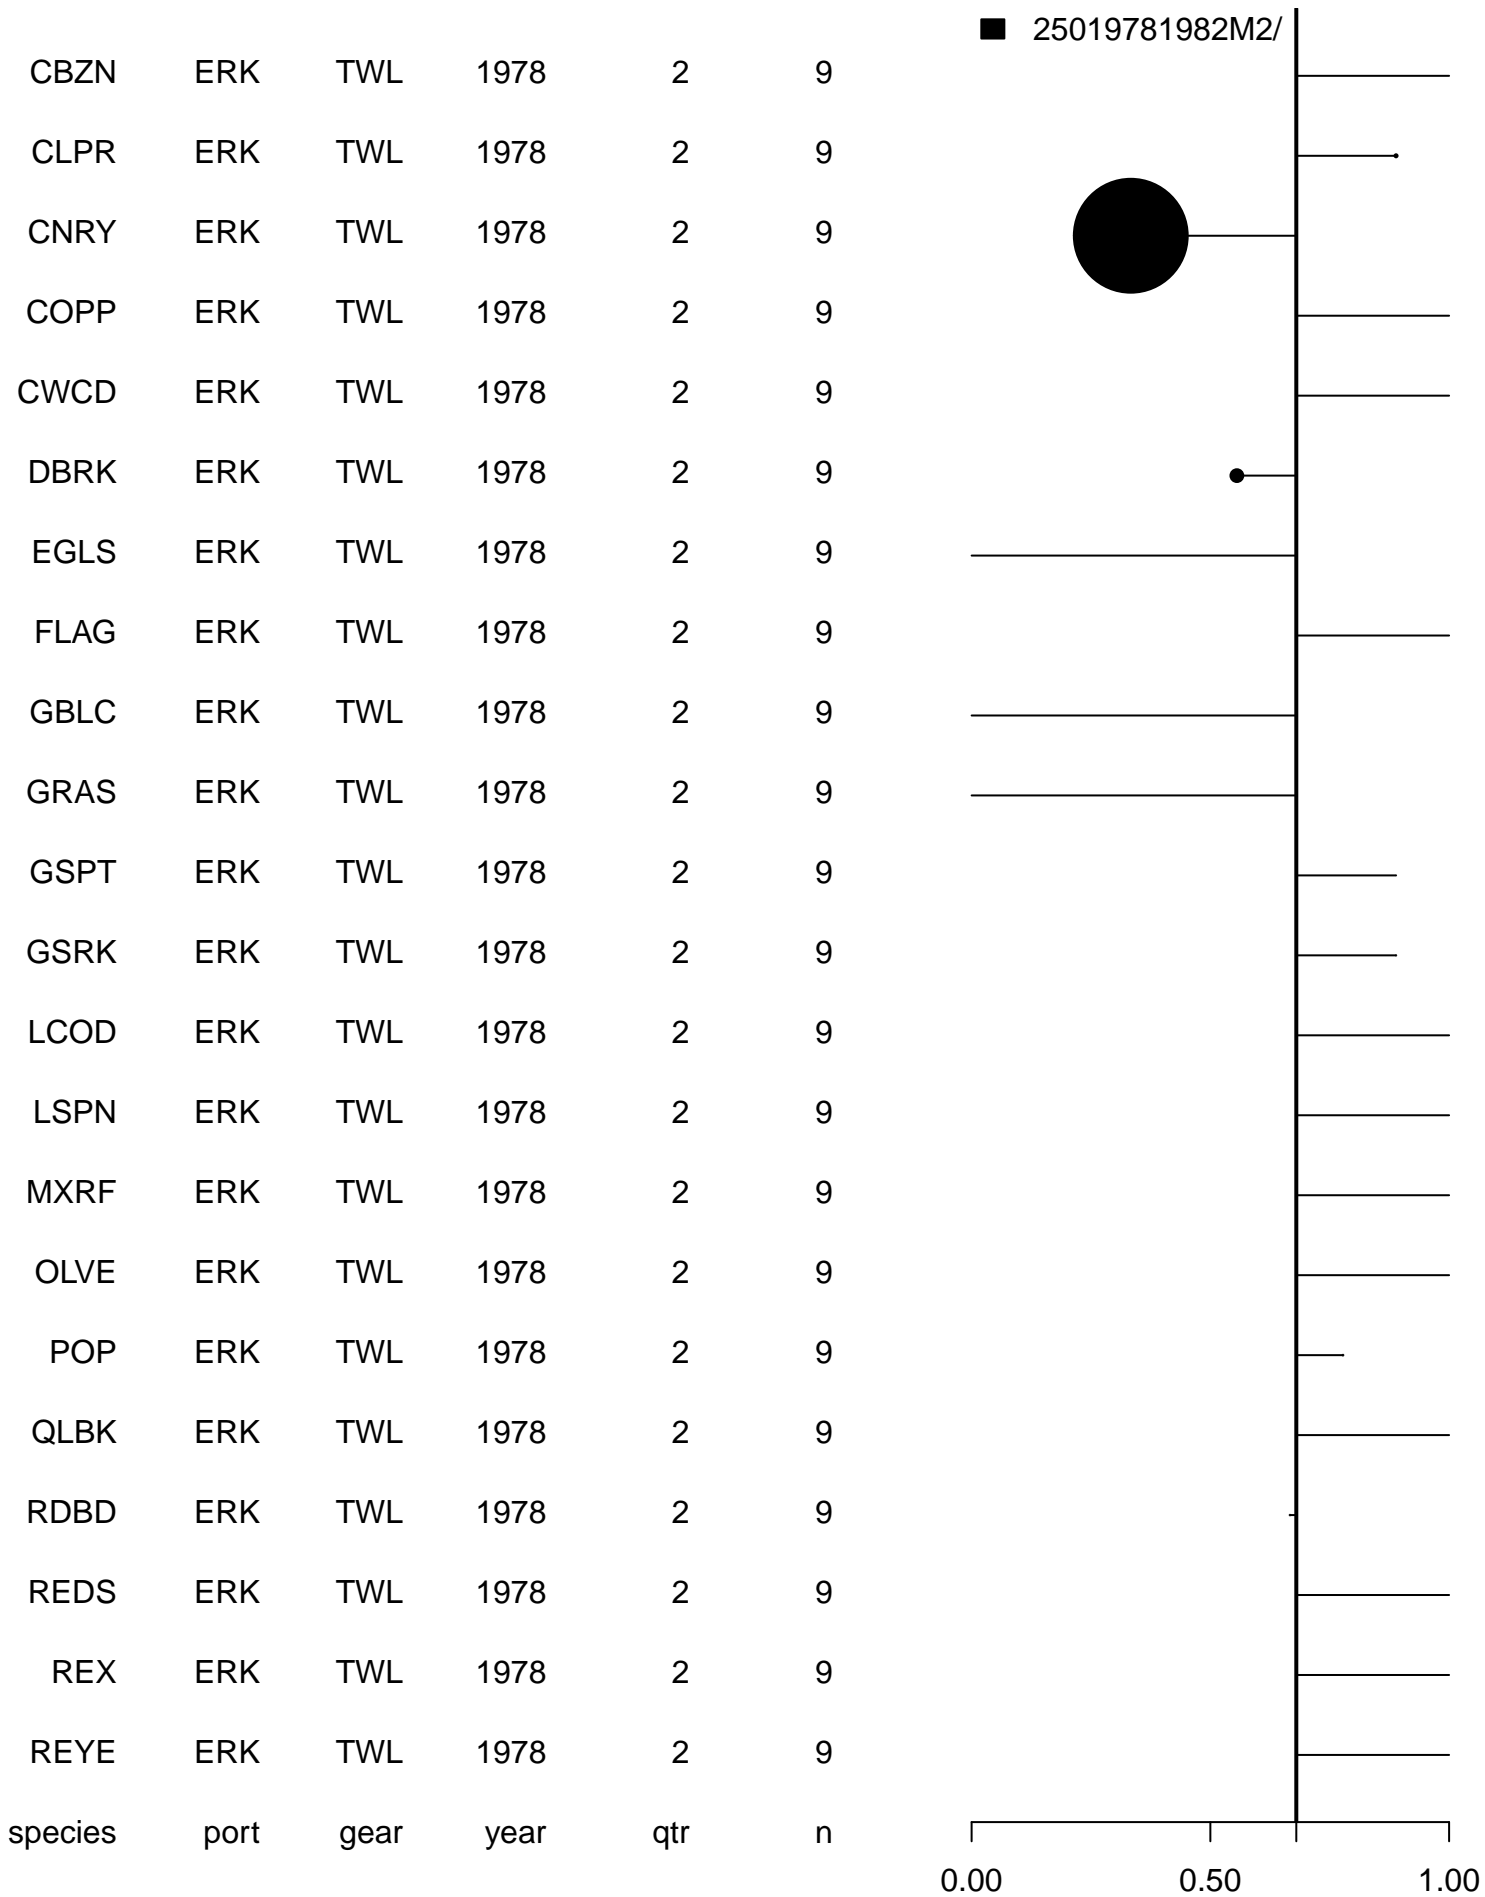 25019781982M2/
CBZN ERK TWL 1978 2 9
CLPR ERK TWL 1978 2 9
CNRY ERK TWL 1978 2 9
COPP ERK TWL 1978 2 9
CWCD ERK TWL 1978 2 9
DBRK ERK TWL 1978 2 9
EGLS ERK TWL 1978 2 9
FLAG ERK TWL 1978 2 9
GBLC ERK TWL 1978 2 9
GRAS ERK TWL 1978 2 9
GSPT ERK TWL 1978 2 9
GSRK ERK TWL 1978 2 9
LCOD ERK TWL 1978 2 9
LSPN ERK TWL 1978 2 9
MXRF ERK TWL 1978 2 9
OLVE ERK TWL 1978 2 9
POP ERK TWL 1978 2 9
QLBK ERK TWL 1978 2 9
RDBD ERK TWL 1978 2 9
REDS ERK TWL 1978 2 9
REX ERK TWL 1978 2 9
REYE ERK TWL 1978 2 9
species port gear year qtr n
0.00 0.50 1.00